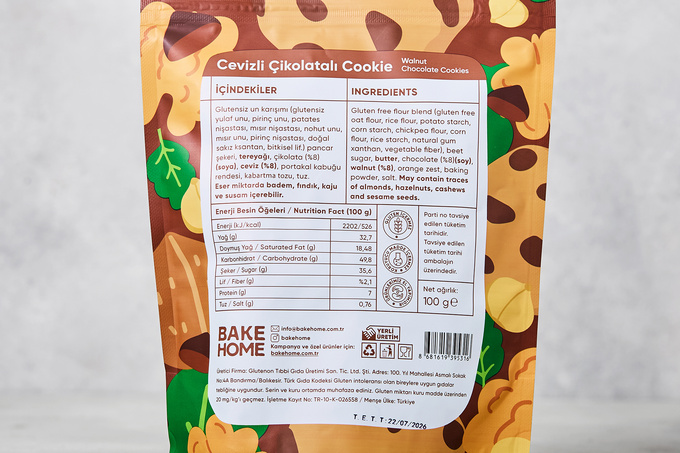 Cevizli Çikolatalı Cookie
Walnut
Chocolate Cookies
İÇİNDEKİLER
Glutensiz un karışımı (glutensiz
yulaf unu, pirinç unu, patates
nişastası, mısır nişastası, nohut unu,
mısır unu, pirinç nişastası, doğal
sakız ksantan, bitkisel lif.) pancar
şekeri, tereyağı, çikolata (%8)
(soya), ceviz (%8), portakal kabuğu
rendesi, kabartma tozu, tuz.
Eser miktarda badem, fındık, kaju
ve susam içerebilir.
INGREDIENTS
Gluten free flour blend (gluten free
oat flour, rice flour, potato starch,
corn starch, chickpea flour, corn
flour, rice starch, natural gum
xanthan, vegetable fiber), beet
sugar, butter, chocolate (%8)(soy),
walnut (%8), orange zest, baking
powder, salt. May contain traces
of almonds, hazelnuts, cashews
and sesame seeds.
Enerji Besin Öğeleri / Nutrition Fact (100 g)
Enerji (kJ/kcal) 2202/526
Yağ (g) 32,7
Doymuş Yağ / Saturated Fat (g) 18,48
Karbonhidrat / Carbohydrate (g) 49,8
Şeker / Sugar (g) 35,6
Lif / Fiber (g) %2,1
Protein (g) 7
Tuz / Salt (g) 0,76
Parti no tavsiye
edilen tüketim
tarihidir.
Tavsiye edilen
tüketim tarihi
ambalajın
üzerindedir.
Net ağırlık:
100 g e
BAKE
HOME
info@bakehome.com.tr
bakehome
Kampanya ve özel ürünler için:
bakehome.com.tr
YERLİ
ÜRETİM
8 681619 395316
Üretici Firma: Glutenon Tıbbi Gıda Üretimi San. Tic. Ltd. Şti. Adres: 100. Yıl Mahallesi Asmalı Sokak
No:4A Bandırma/Balıkesir. Türk Gıda Kodeksi Gluten intoleransı olan bireylere uygun gıdalar
tebliğine uygundur. Serin ve kuru ortamda muhafaza ediniz. Gluten miktarı kuru madde üzerinden
20 mg/kg'ı geçmez. İşletme Kayıt No: TR-10-K-026558 / Menşe Ülke: Türkiye
T. E. T. T: 22/07/2026